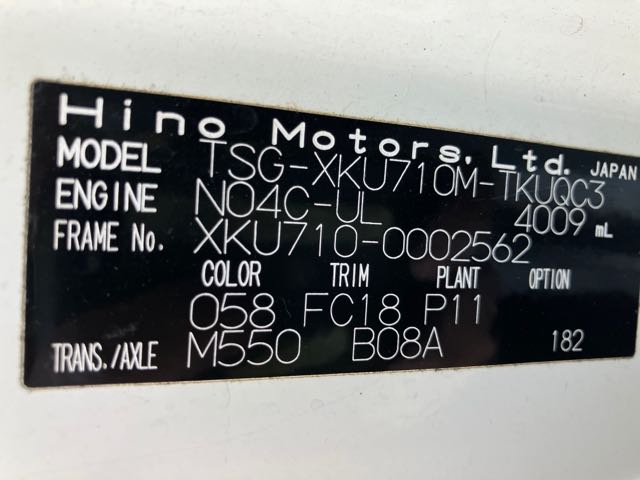 Hino Motors, Ltd. JAPAN
MODEL TSG-XKU710M-TKUQC3
ENGINE N04C-UL 4009 mL
FRAME No. XKU710-0002562
COLOR TRIM PLANT OPTION
058 FC18 P11
TRANS./AXLE M550 B08A 182